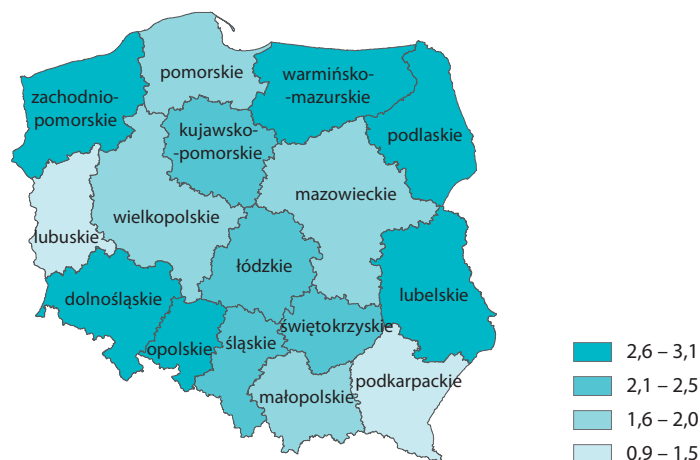 pomorskie
warmińsko-
-mazurskie
zachodnio-
pomorskie
kujawsko-
-pomorskie
podlaskie
mazowieckie
wielkopolskie
lubuskie
łódzkie
dolnośląskie
lubelskie
świętokrzyskie
śląskie
opolskie
podkarpackie
małopolskie
2,6 – 3,1
2,1 – 2,5
1,6 – 2,0
0,9 – 1,5